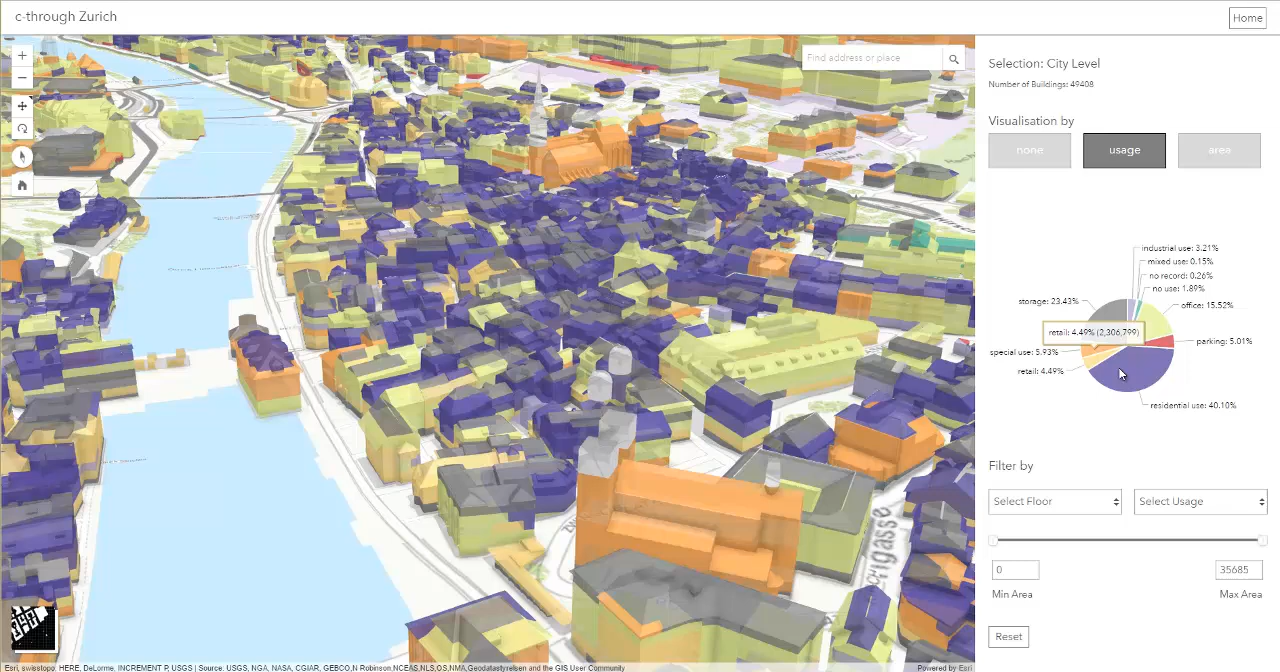 c-through Zurich
Home
Find address or place
Selection: City Level
Number of Buildings: 49408
Visualisation by
none
usage
area
industrial use: 3.21%
mixed use: 0.15%
no record: 0.26%
no use: 1.89%
storage: 23.43%
office: 15.52%
retail: 4.49% (2,306,799)
parking: 5.01%
special use: 5.93%
retail: 4.49%
residential use: 40.10%
Filter by
Select Floor
Select Usage
0
35685
Min Area
Max Area
Reset
Esri, swisstopo, HERE, DeLorme, INCREMENT P, USGS | Source: USGS, NGA, NASA, CGIAR, GEBCO,N Robinson,NCEAS,NLS,OS,NMA,Geodatastyrelsen and the GIS User Community
Powered by Esri